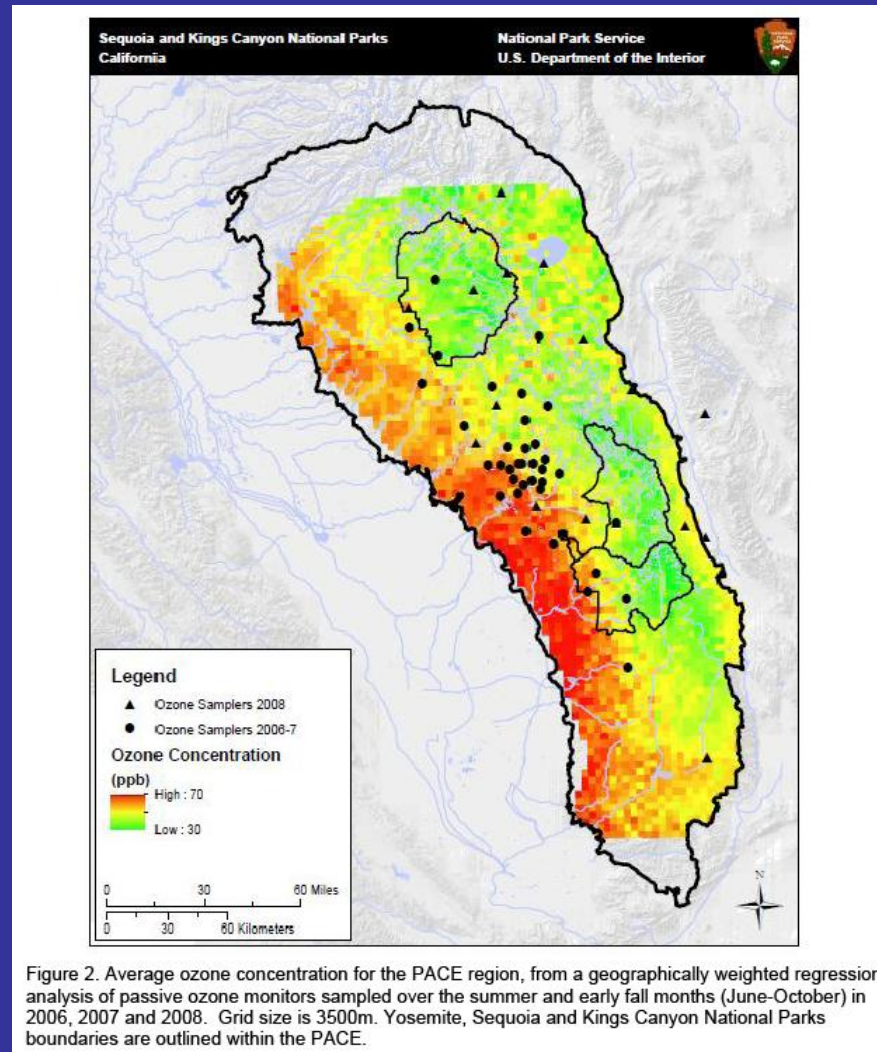 Sequoia and Kings Canyon National Parks
California
National Park Service
U.S. Department of the Interior
N
Legend
Ozone Samplers 2008
Ozone Samplers 2006-7
Ozone Concentration
(ppb)
High : 70
Low : 30
0 30 60 Miles
0 30 60 Kilometers
Figure 2. Average ozone concentration for the PACE region, from a geographically weighted regression
analysis of passive ozone monitors sampled over the summer and early fall months (June-October) in
2006, 2007 and 2008. Grid size is 3500m. Yosemite, Sequoia and Kings Canyon National Parks
boundaries are outlined within the PACE.